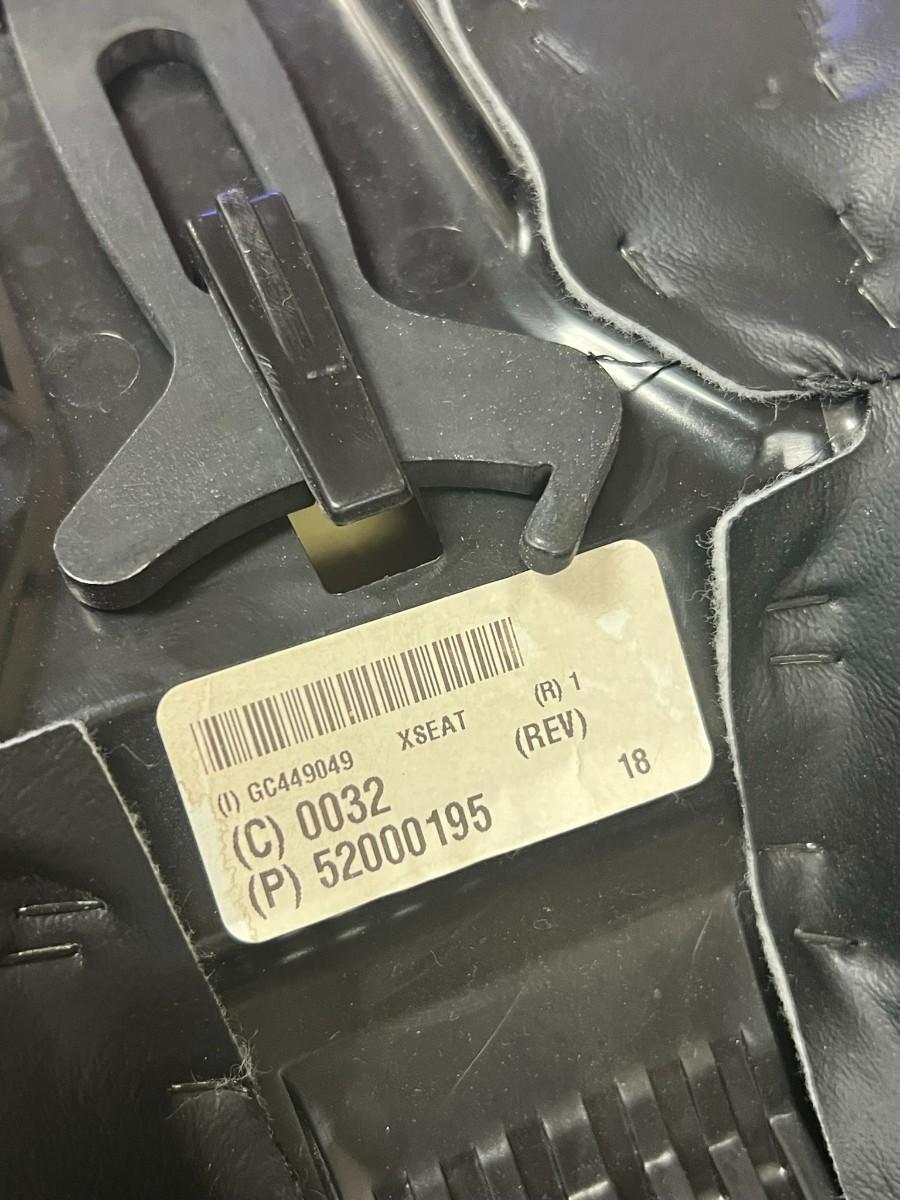 (I) GC449049 XSEAT (R) 1
(C) 0032 (REV)
(P) 52000195 18